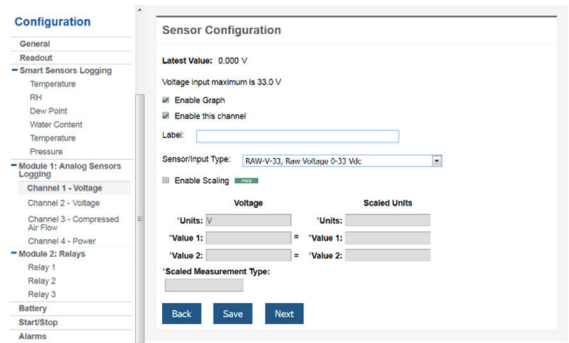 Configuration
General
Readout
Smart Sensors Logging
Temperature
RH
Dew Point
Water Content
Temperature
Pressure
Module 1: Analog Sensors
Logging
Channel 1 - Voltage
Channel 2 - Voltage
Channel 3 - Compressed
Air Flow
Channel 4 - Power
Module 2: Relays
Relay 1
Relay 2
Relay 3
Battery
Start/Stop
Alarms
Sensor Configuration
Latest Value: 0.000 V
Voltage input maximum is 33.0 V
Enable Graph
Enable this channel
Label:
Sensor/Input Type: RAW-V-33, Raw Voltage 0-33 Vdc
Enable Scaling Help
Voltage Scaled Units
*Units: V *Units:
*Value 1: = *Value 1:
*Value 2: = *Value 2:
*Scaled Measurement Type:
Back Save Next